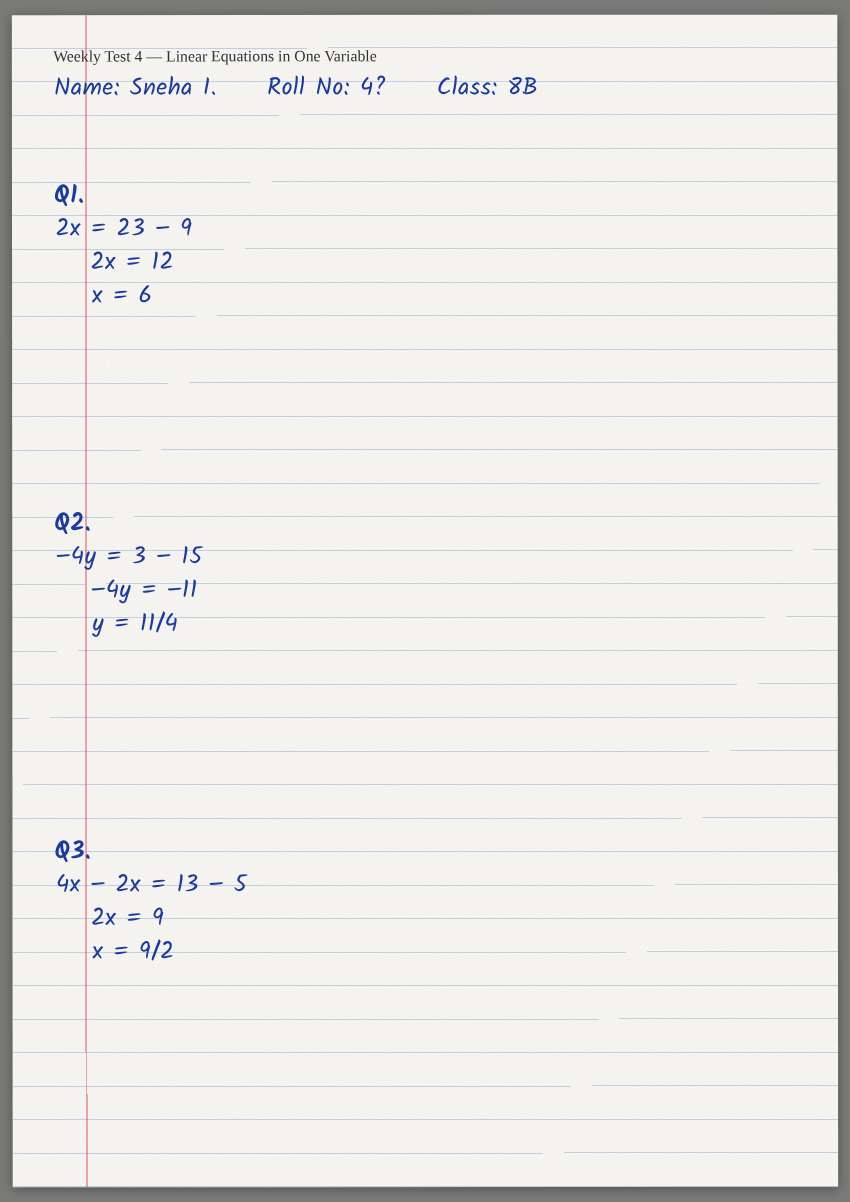 Weekly Test 4 — Linear Equations in One Variable
Name: Sneha I. Roll No: 4? Class: 8B
Q1.
2x = 23 − 9
2x = 12
x = 6
Q2.
−4y = 3 − 15
−4y = −11
y = 11/4
Q3.
4x − 2x = 13 − 5
2x = 9
x = 9/2